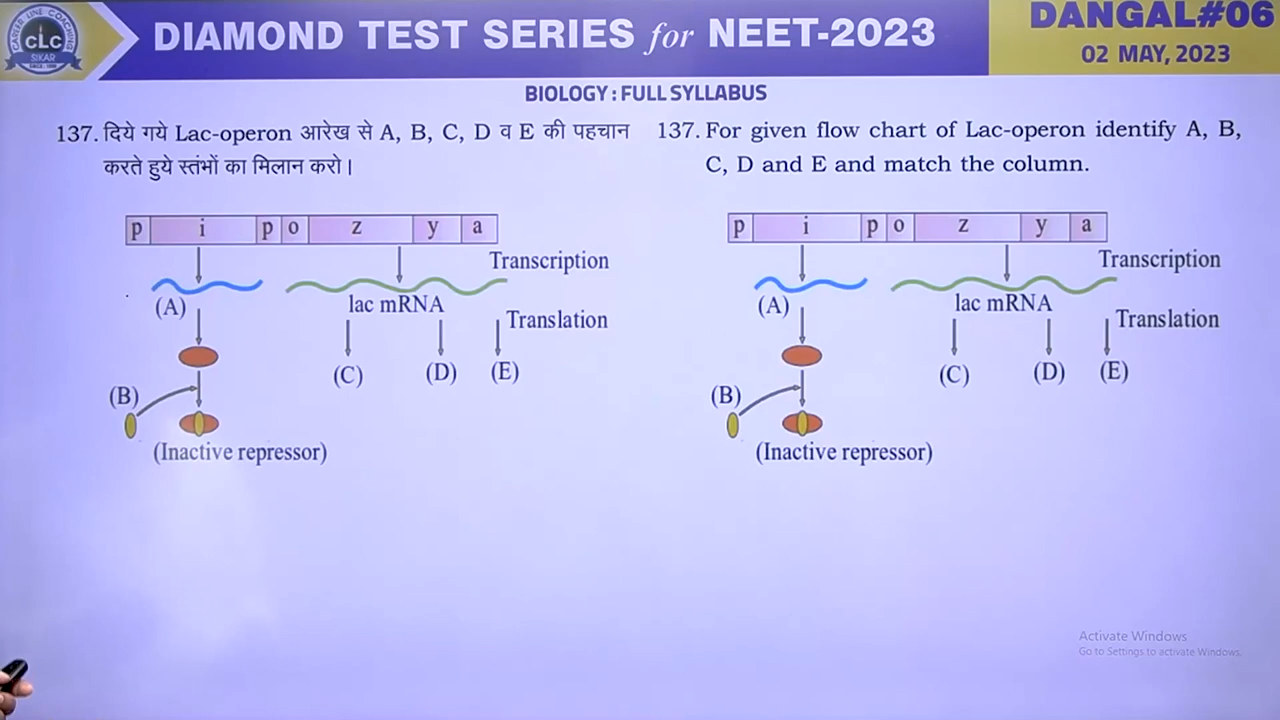 CAREER LINE COACHING
CLC
SIKAR
DIAMOND TEST SERIES for NEET-2023
DANGAL#06
02 MAY, 2023
BIOLOGY : FULL SYLLABUS
137. दिये गये Lac-operon आरेख से A, B, C, D व E की पहचान
करते हुये स्तंभों का मिलान करो।
p i p o z y a
Transcription
(A)
lac mRNA
Translation
(C) (D) (E)
(B)
(Inactive repressor)
137. For given flow chart of Lac-operon identify A, B,
C, D and E and match the column.
p i p o z y a
Transcription
(A)
lac mRNA
Translation
(C) (D) (E)
(B)
(Inactive repressor)
Activate Windows
Go to Settings to activate Windows.